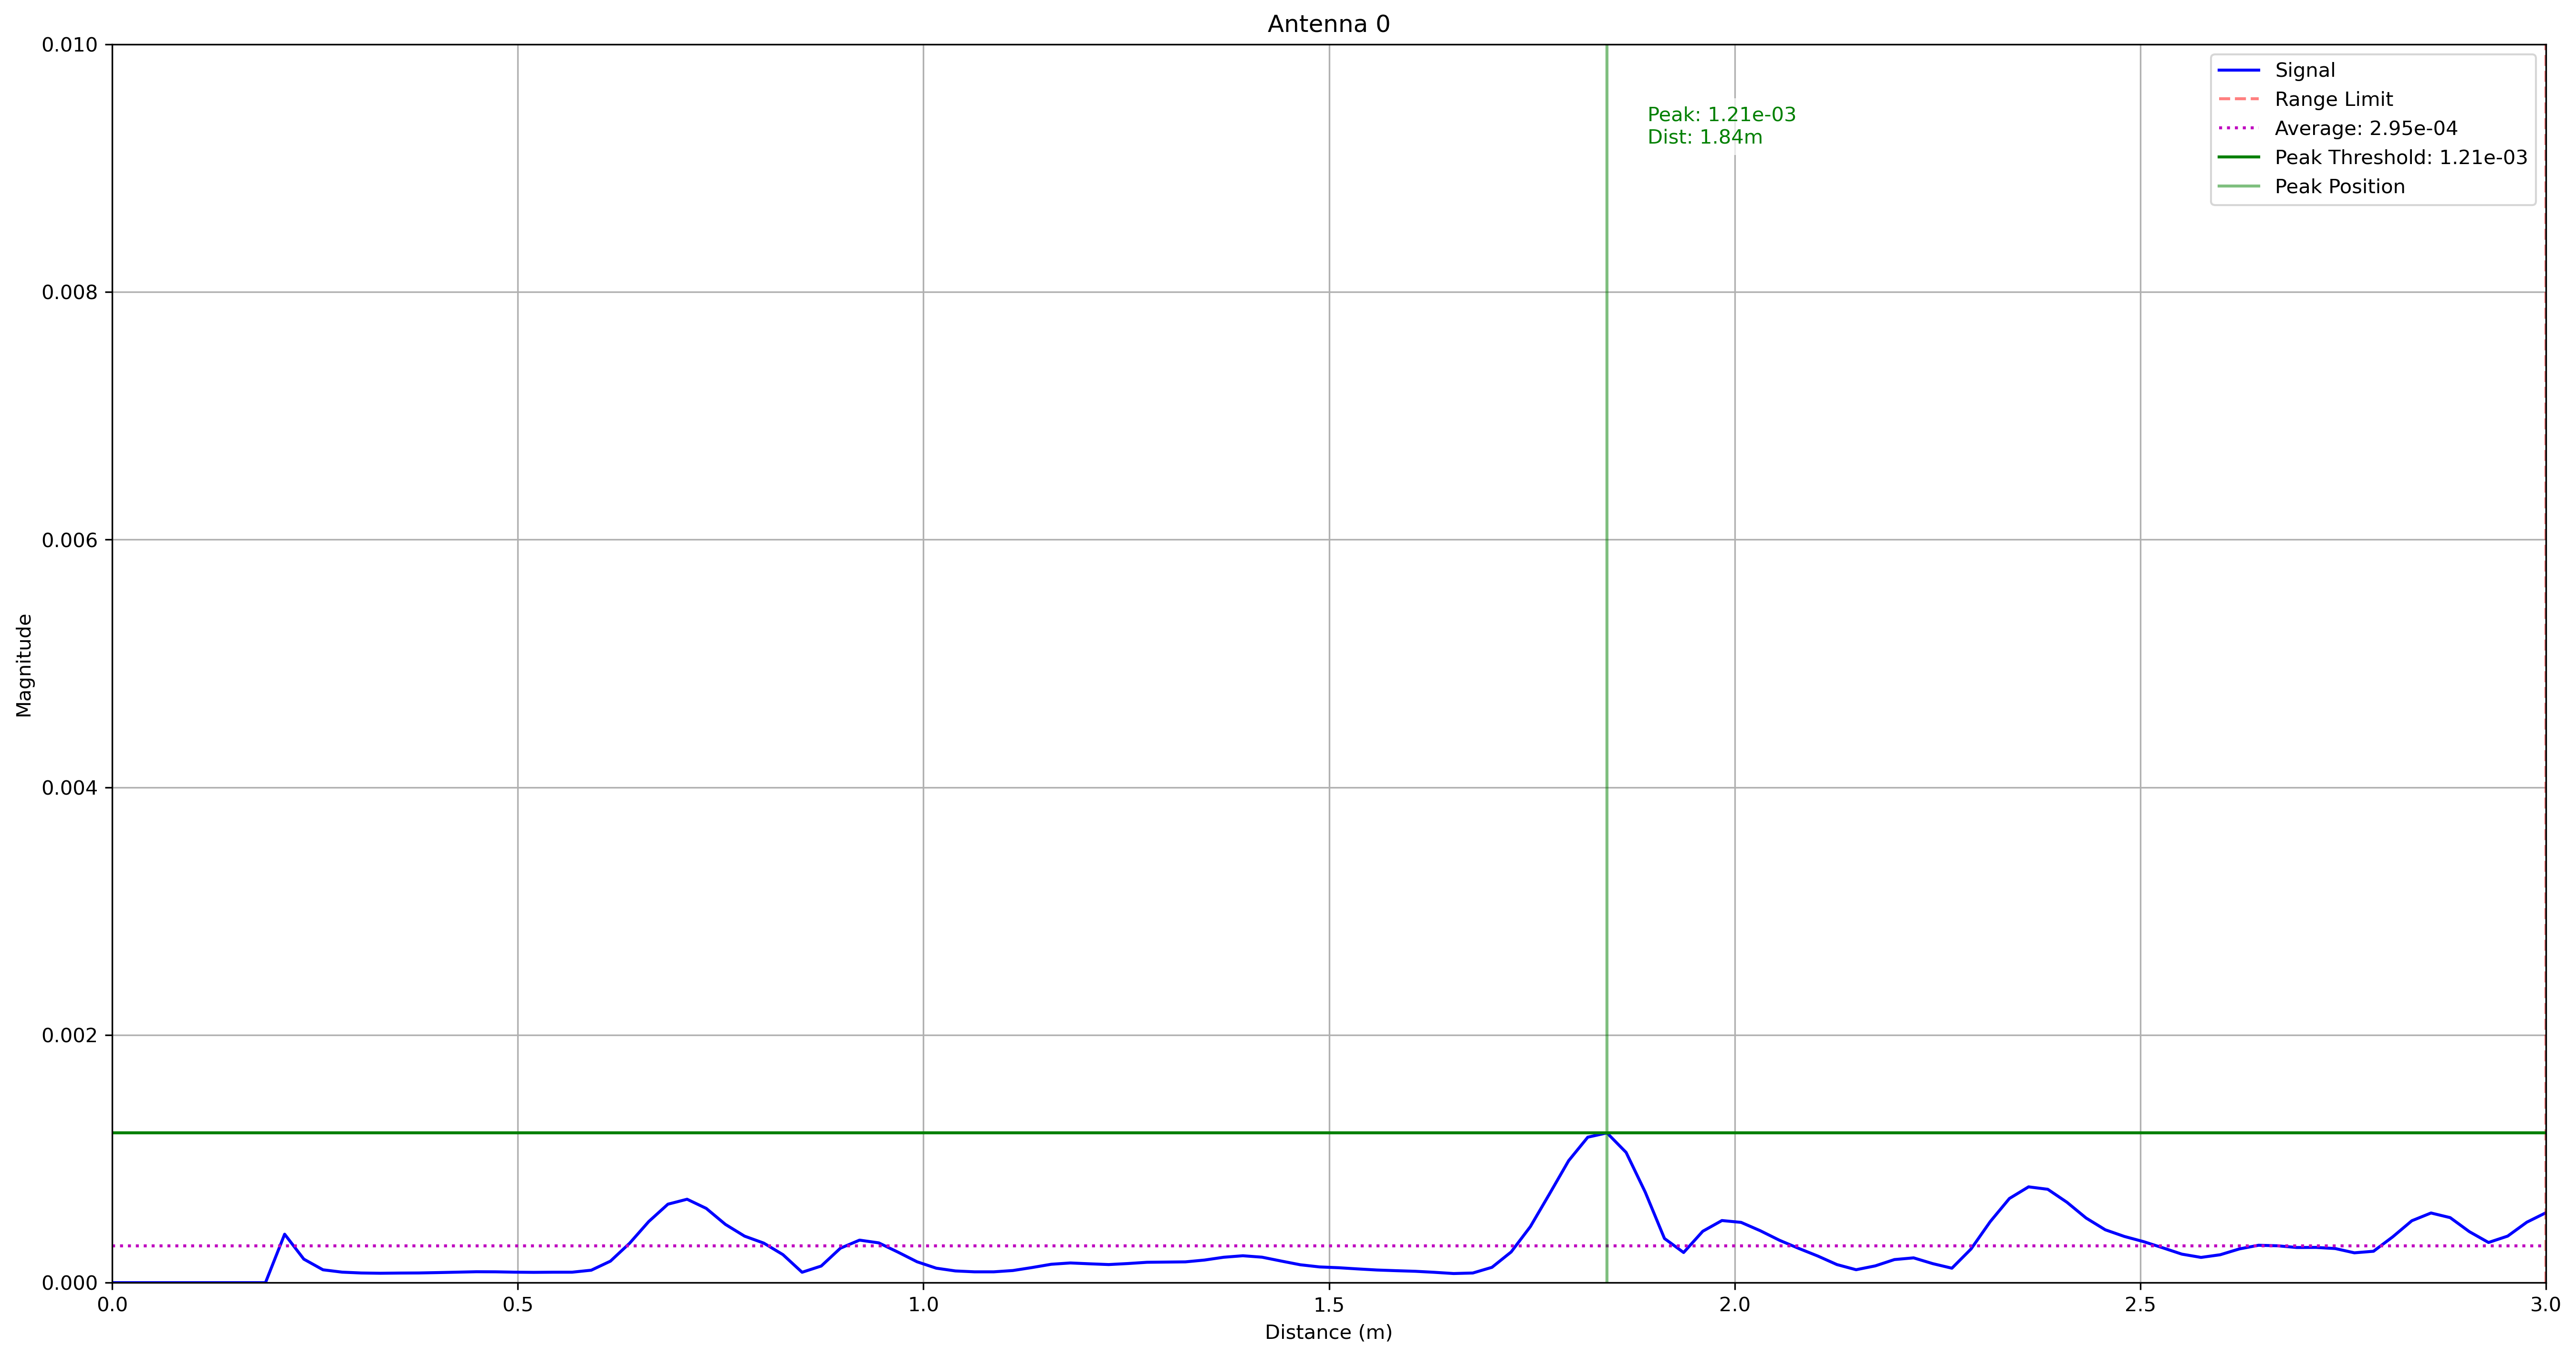 Antenna 0
0.010
0.008
0.006
0.004
0.002
0.000
Magnitude
Peak: 1.21e-03
Dist: 1.84m
Signal
Range Limit
Average: 2.95e-04
Peak Threshold: 1.21e-03
Peak Position
0.0 0.5 1.0 1.5 2.0 2.5 3.0
Distance (m)